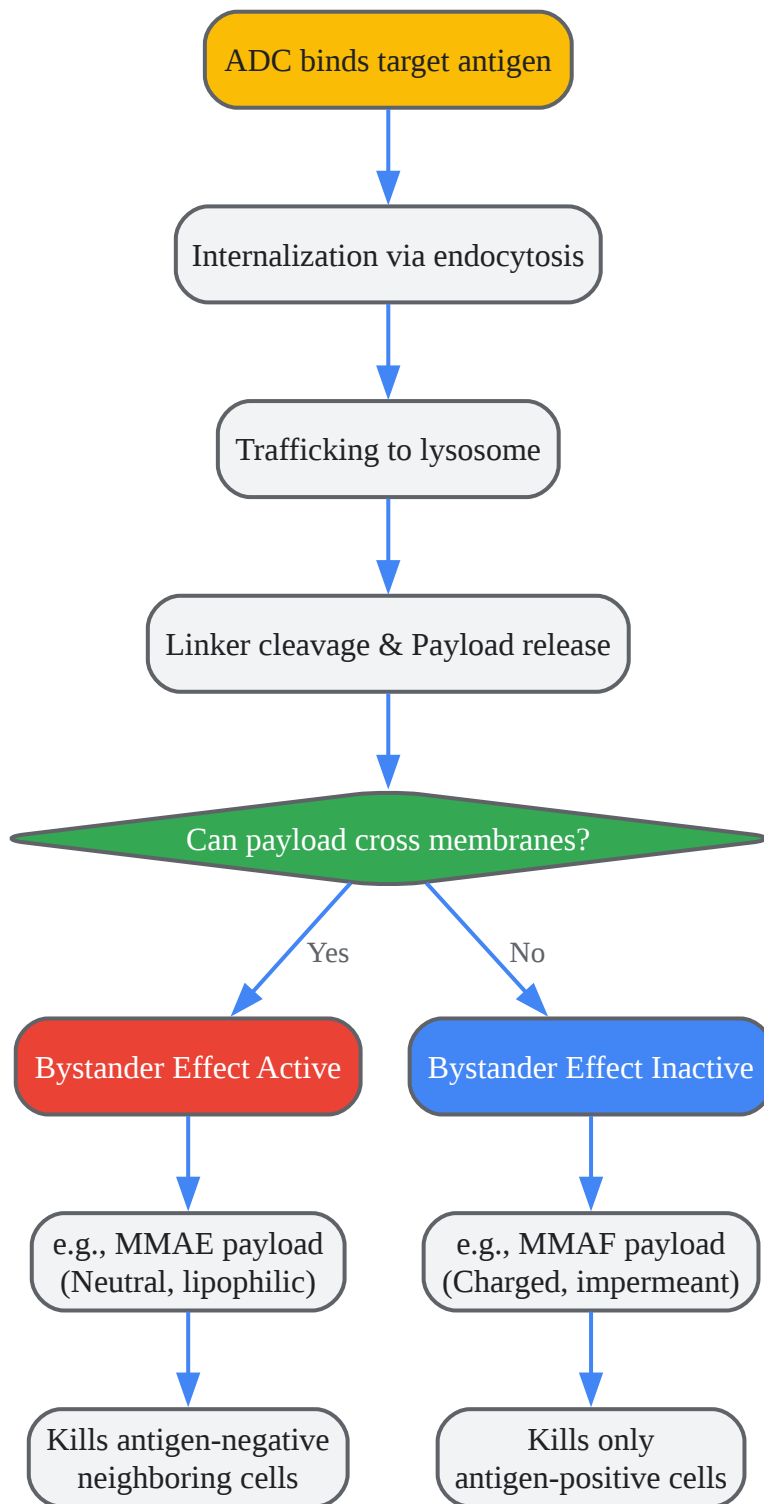 ADC binds target antigen
Internalization via endocytosis
Trafficking to lysosome
Linker cleavage & Payload release
Can payload cross membranes?
Yes
No
Bystander Effect Active
Bystander Effect Inactive
e.g., MMAE payload
(Neutral, lipophilic)
e.g., MMAF payload
(Charged, impermeant)
Kills antigen-negative
neighboring cells
Kills only
antigen-positive cells